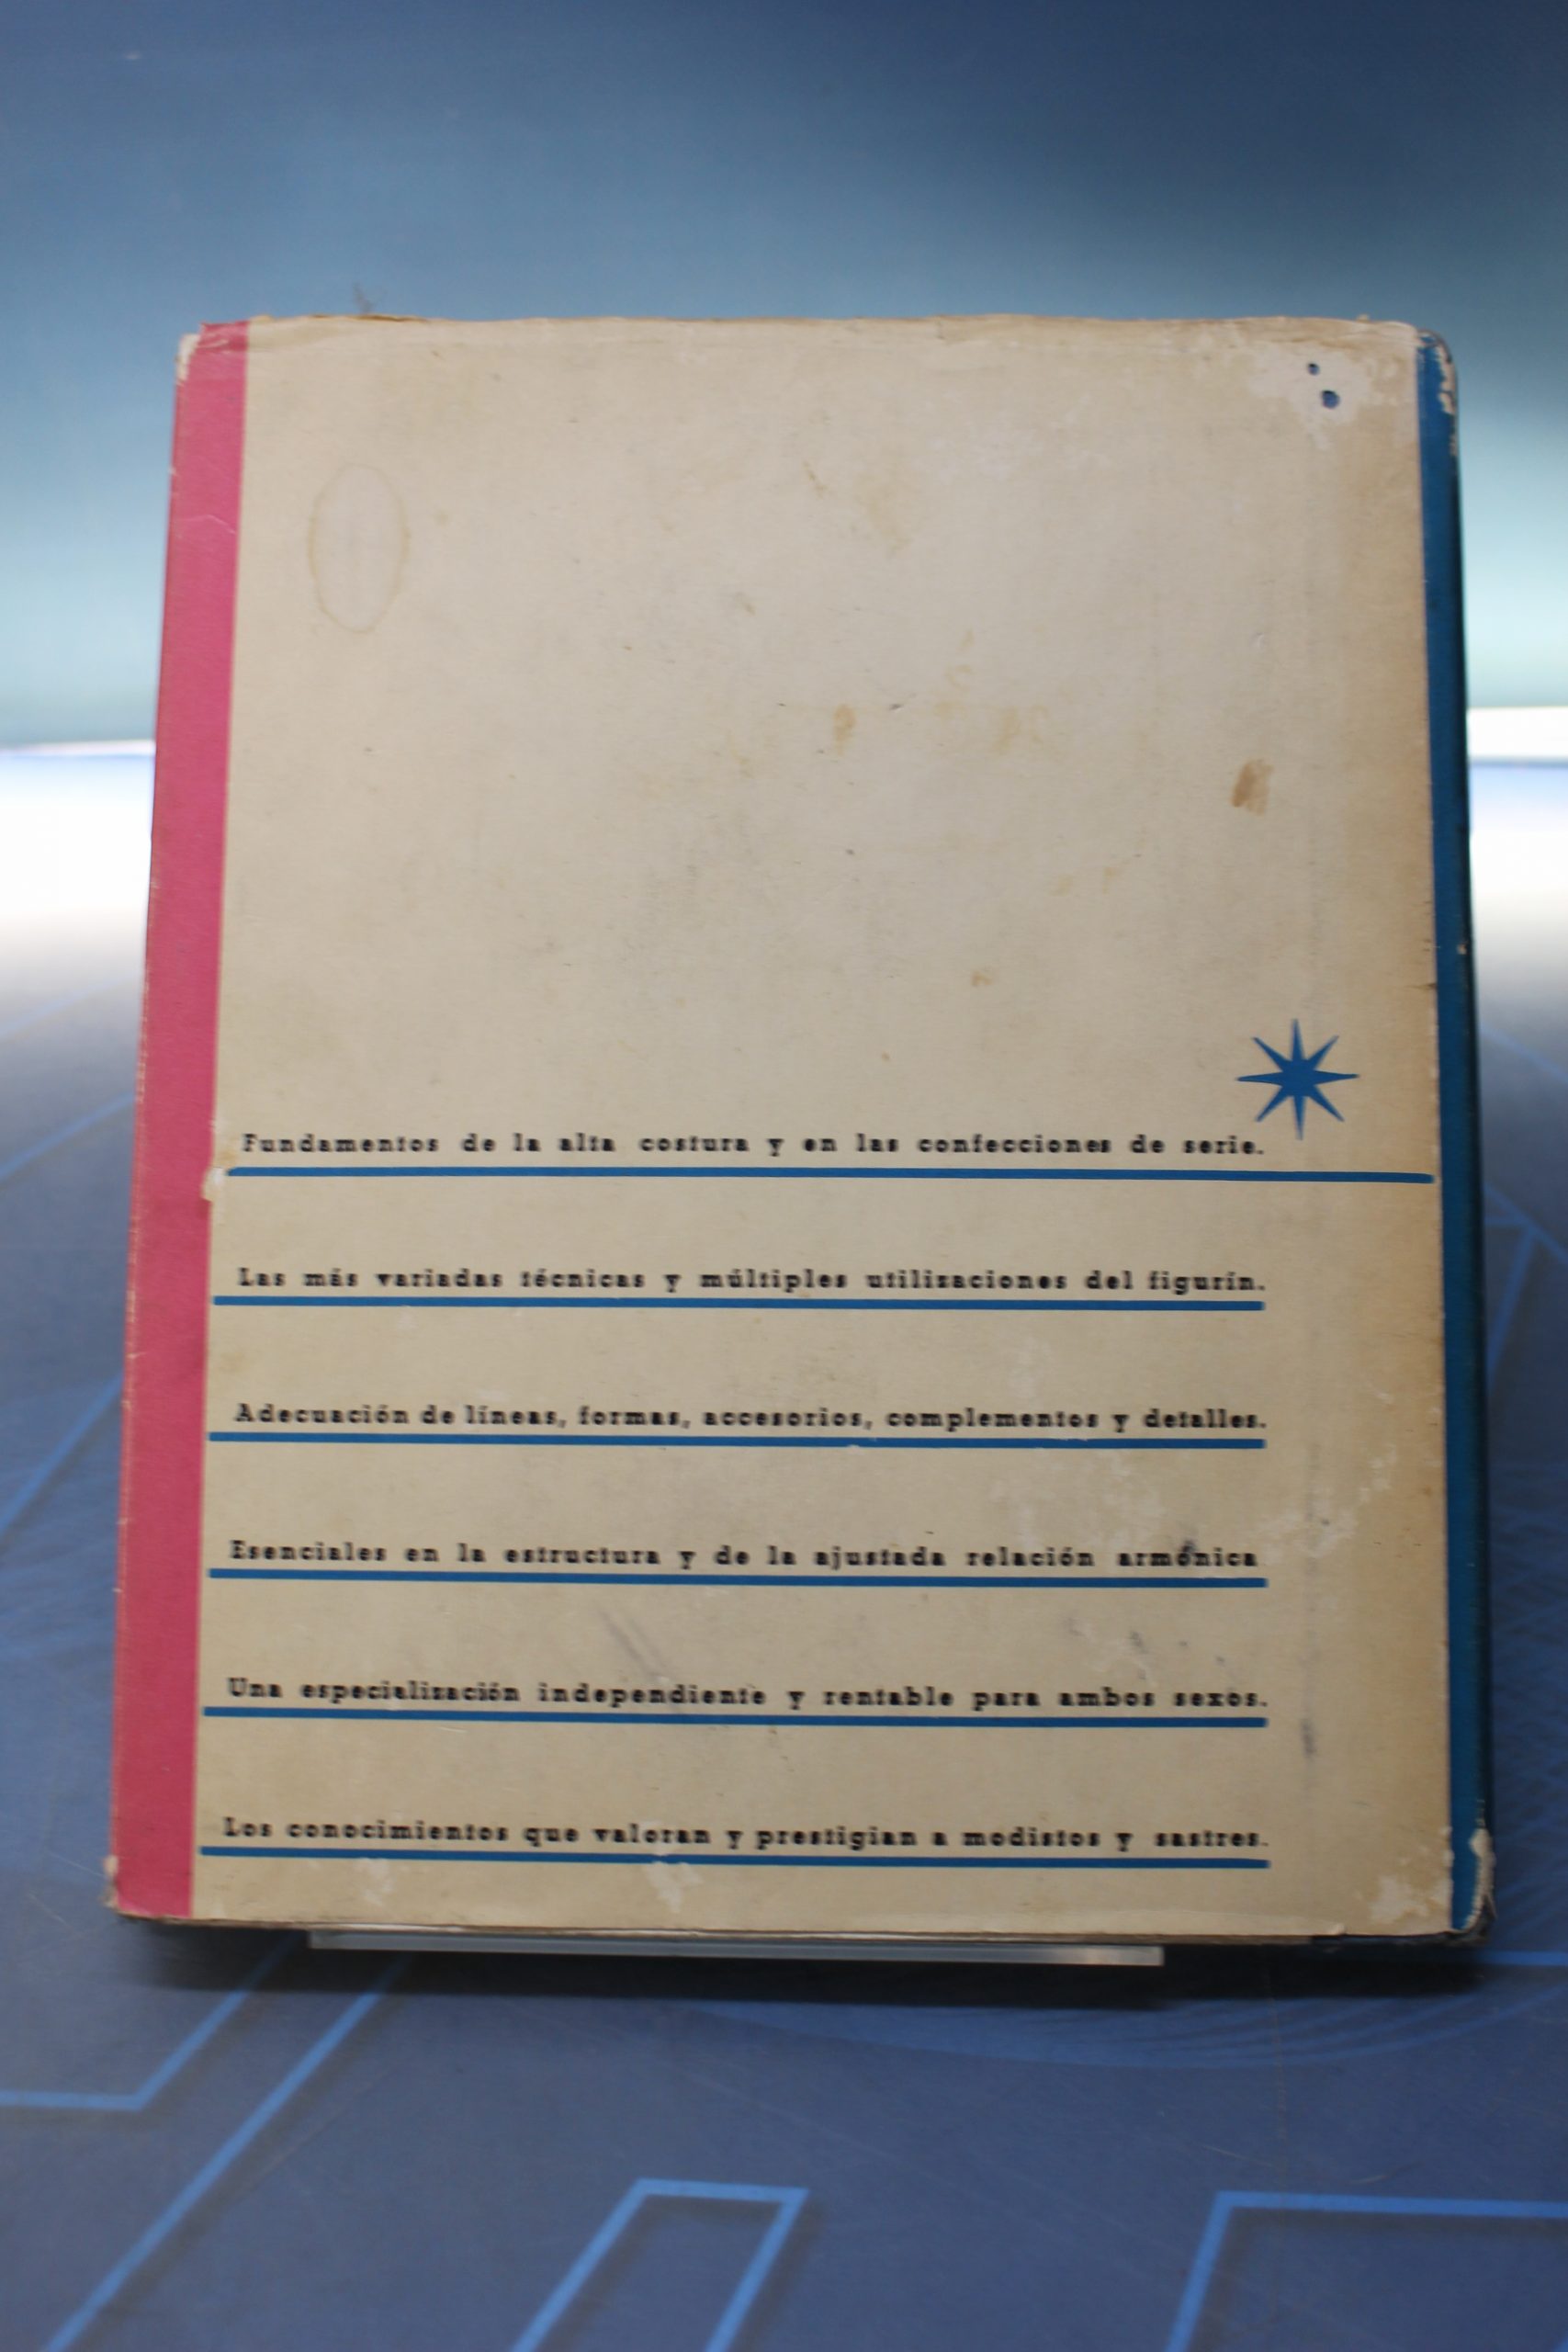 Fundamentos de la alta costura y en las confecciones de serie.
Las más variadas técnicas y múltiples utilizaciones del figurín.
Adecuación de líneas, formas, accesorios, complementos y detalles.
Esenciales en la estructura y de la ajustada relación armónica
Una especialización independiente y rentable para ambos sexos.
Los conocimientos que valoran y prestigian a modistos y sastres.